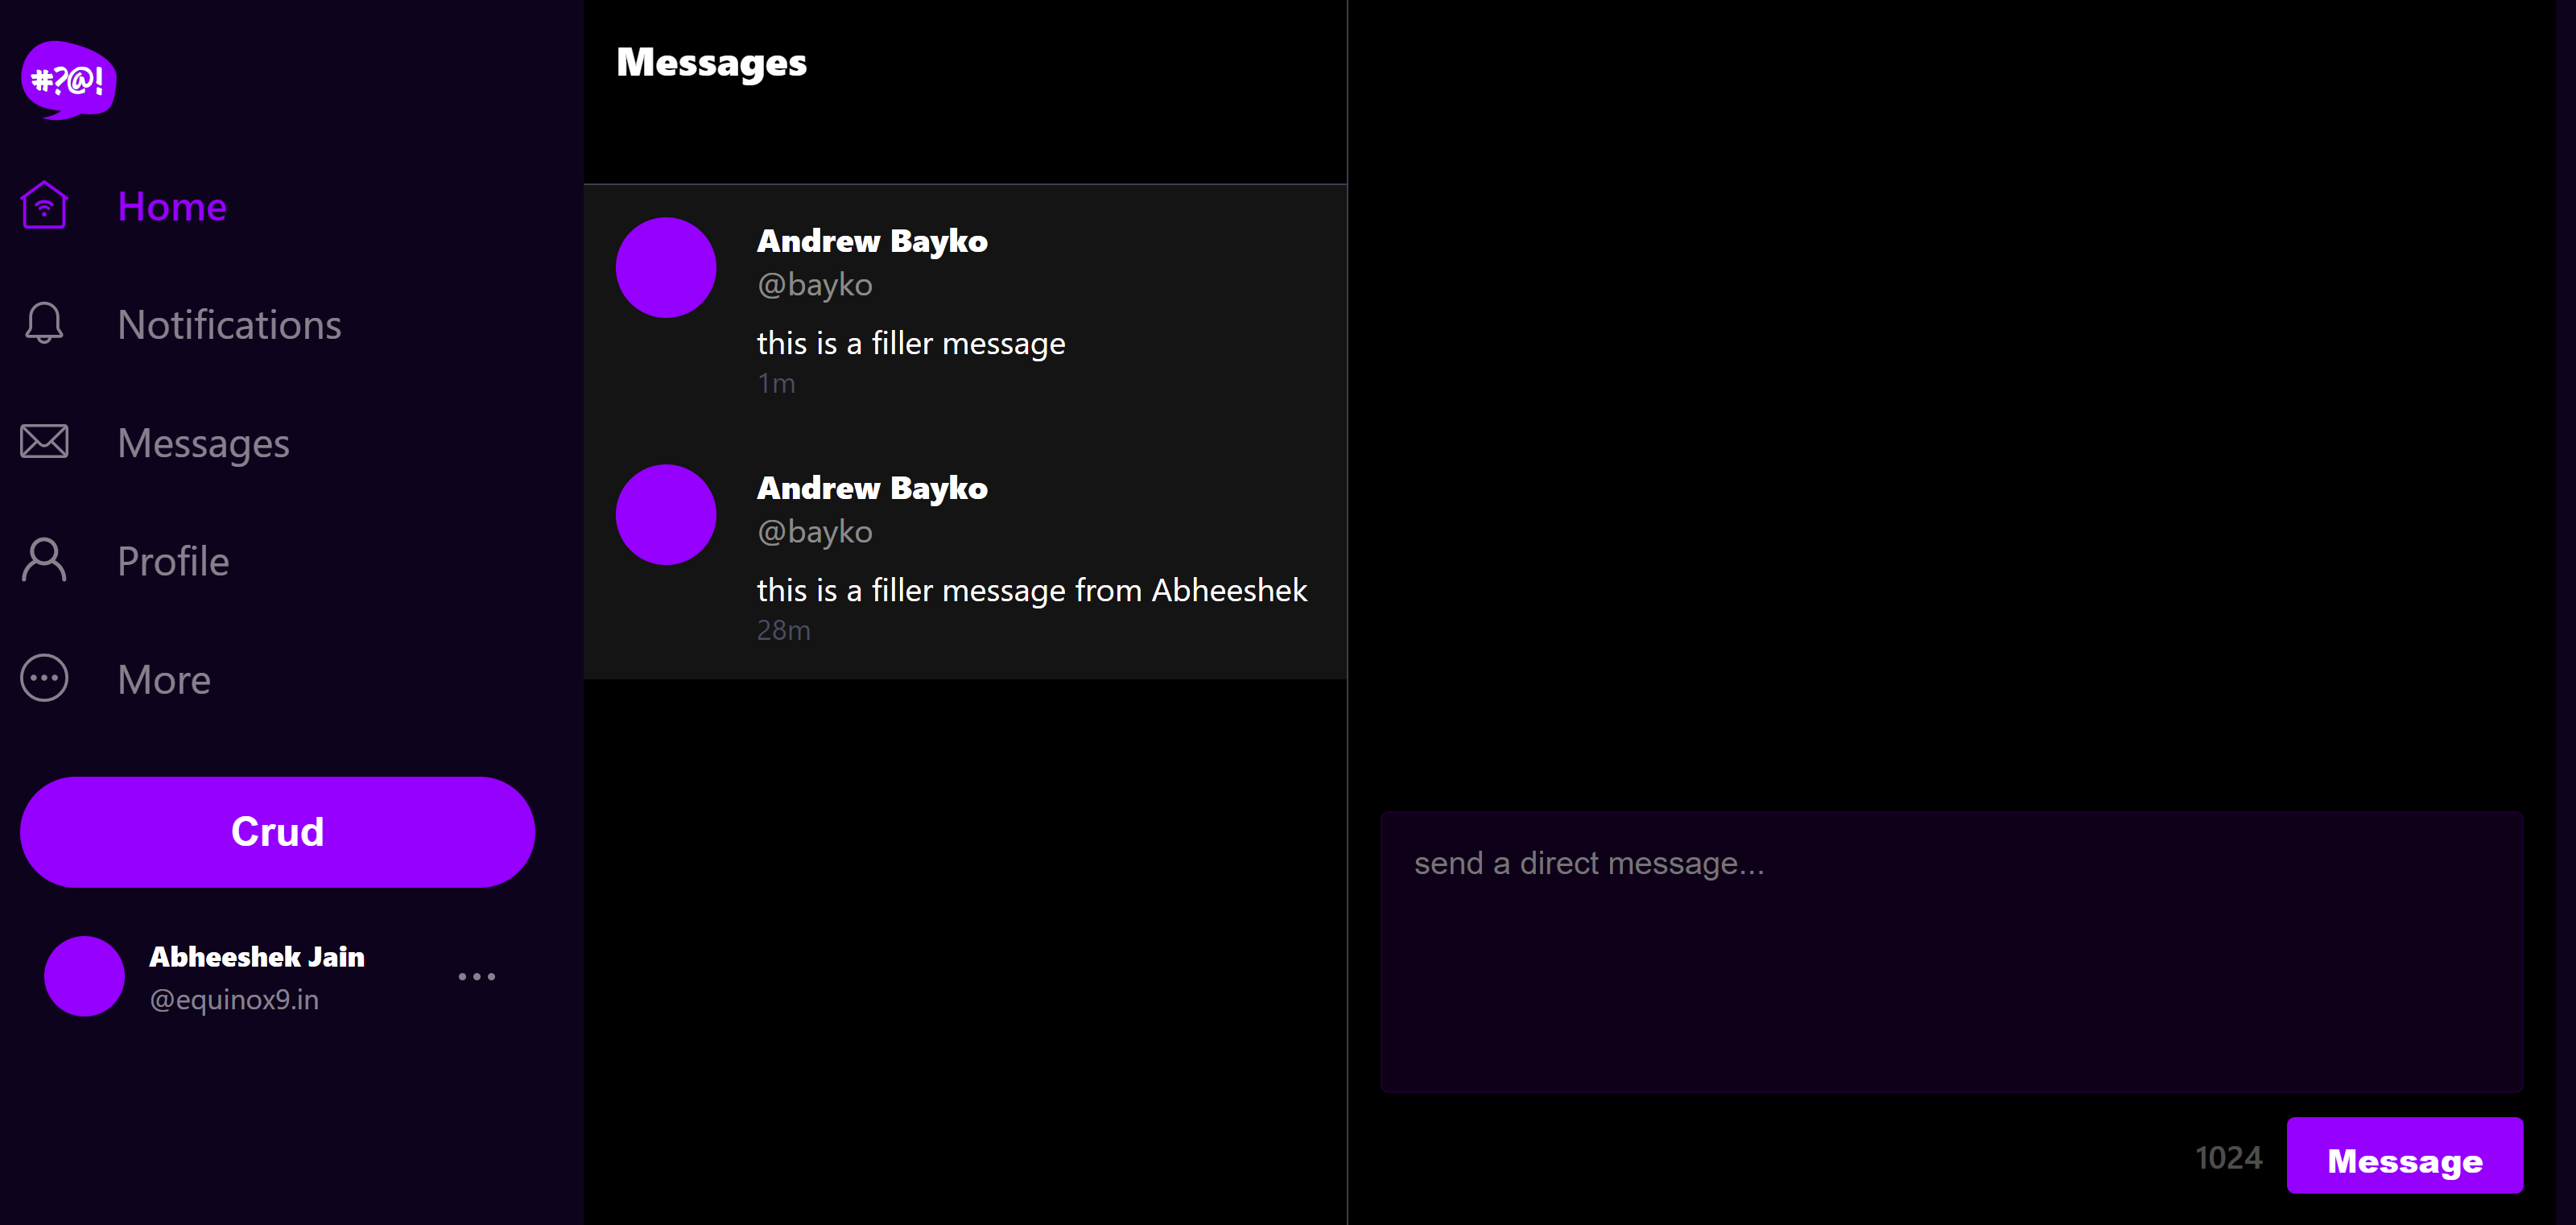 #?@!
Home
Notifications
Messages
Profile
More
Crud
Abheeshek Jain
@equinox9.in
Messages
Andrew Bayko
@bayko
this is a filler message
1m
Andrew Bayko
@bayko
this is a filler message from Abheeshek
28m
send a direct message...
1024
Message